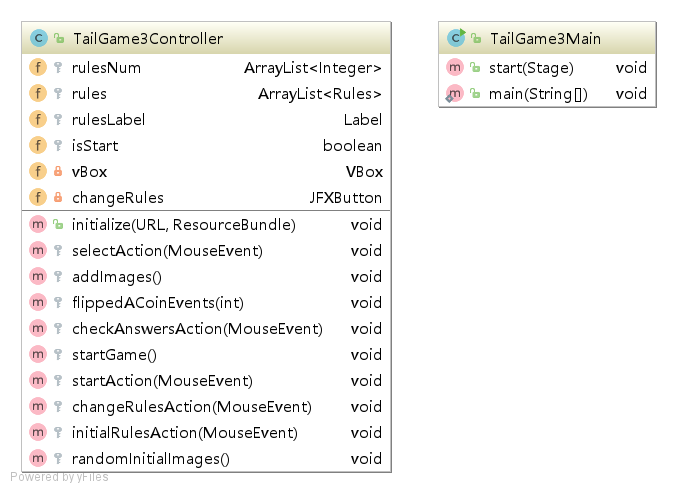 TailGame3Controller
rulesNum ArrayList<Integer>
rules ArrayList<Rules>
rulesLabel Label
isStart boolean
vBox VBox
changeRules JFXButton
initialize(URL, ResourceBundle) void
selectAction(MouseEvent) void
addImages() void
flippedACoinEvents(int) void
checkAnswersAction(MouseEvent) void
startGame() void
startAction(MouseEvent) void
changeRulesAction(MouseEvent) void
initialRulesAction(MouseEvent) void
randomInitialImages() void
TailGame3Main
start(Stage) void
main(String[]) void
Powered by yFiles